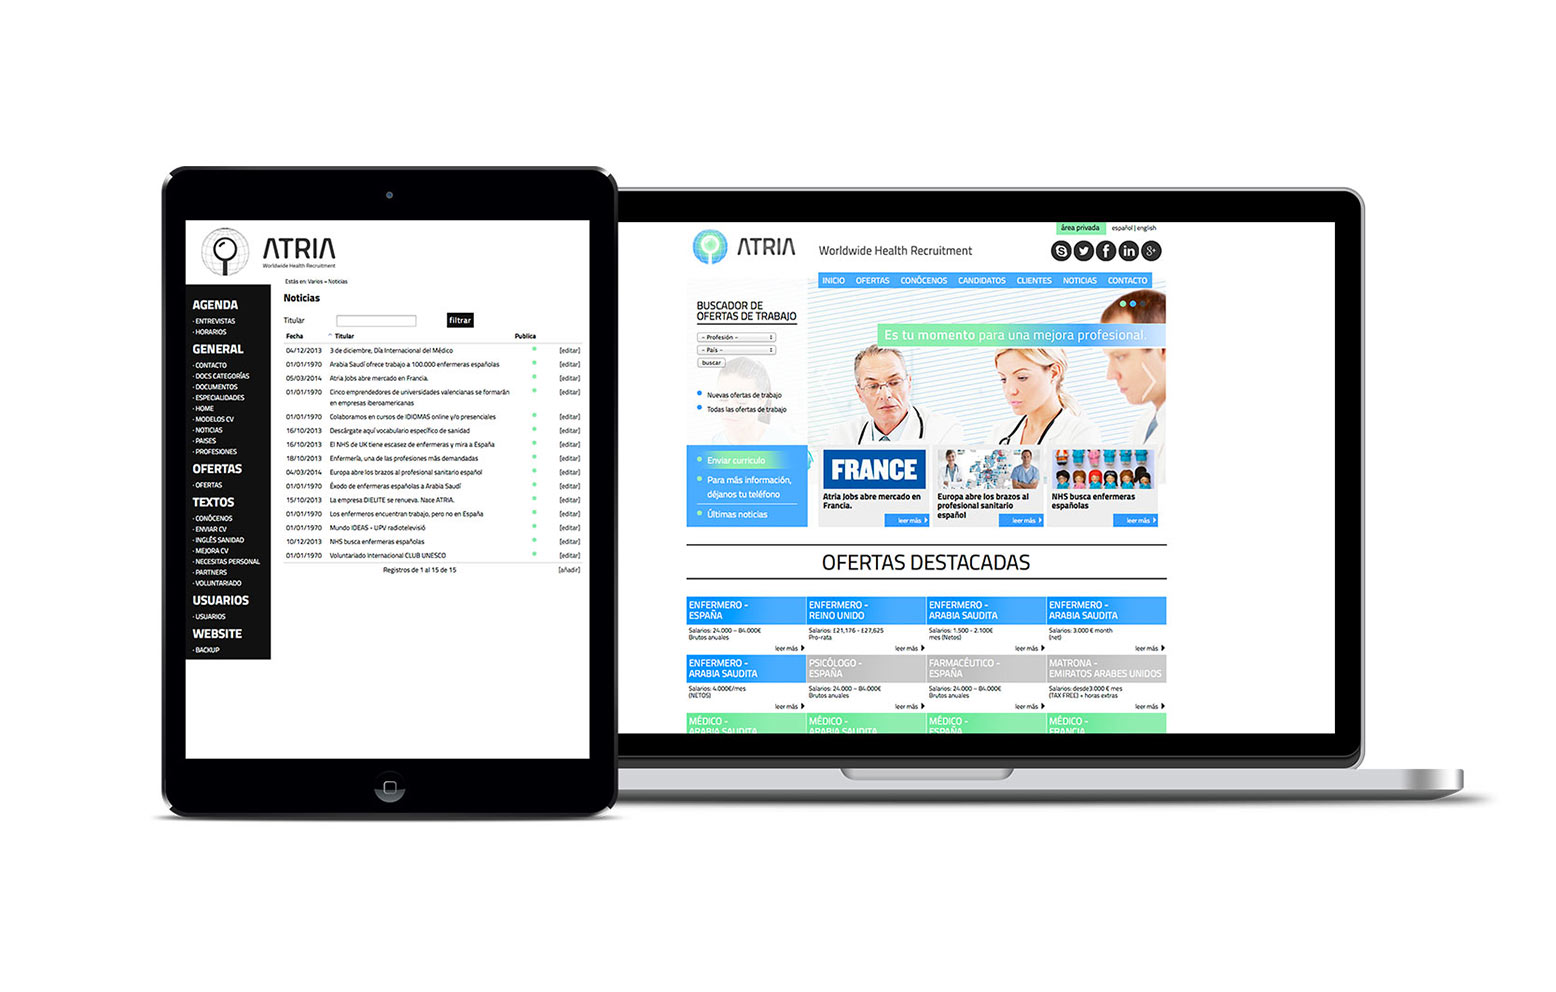 ATRIA
Worldwide Health Recruitment
Estás en: Varios » Noticias
AGENDA
- ENTREVISTAS
- HORARIOS
GENERAL
- CONTACTO
- DOCS CATEGORÍAS
- DOCUMENTOS
- ESPECIALIDADES
- HOME
- MODELOS CV
- NOTICIAS
- PAISES
- PROFESIONES
OFERTAS
- OFERTAS
TEXTOS
- CONÓCENOS
- ENVIAR CV
- INGLÉS SANIDAD
- MEJORA CV
- NECESITAS PERSONAL
- PARTNERS
- VOLUNTARIADO
USUARIOS
- USUARIOS
WEBSITE
- BACKUP
Noticias
Titular filtrar
Fecha Titular Publica
04/12/2013 3 de diciembre, Día Internacional del Médico [editar]
01/01/1970 Arabia Saudí ofrece trabajo a 100.000 enfermeras españolas [editar]
05/03/2014 Atria Jobs abre mercado en Francia. [editar]
01/01/1970 Cinco emprendedores de universidades valencianas se formarán [editar]
en empresas iberoamericanas
01/01/1970 Colaboramos en cursos de IDIOMAS online y/o presenciales [editar]
16/10/2013 Descárgate aquí vocabulario específico de sanidad [editar]
16/10/2013 El NHS de UK tiene escasez de enfermeras y mira a España [editar]
18/10/2013 Enfermería, una de las profesiones más demandadas [editar]
04/03/2014 Europa abre los brazos al profesional sanitario español [editar]
01/01/1970 Éxodo de enfermeras españolas a Arabia Saudí [editar]
15/10/2013 La empresa DIELITE se renueva. Nace ATRIA. [editar]
01/01/1970 Los enfermeros encuentran trabajo, pero no en España [editar]
01/01/1970 Mundo IDEAS - UPV radiotelevisió [editar]
10/12/2013 NHS busca enfermeras españolas [editar]
01/01/1970 Voluntariado Internacional CLUB UNESCO [editar]
Registros de 1 al 15 de 15 [añadir]
área privada español | english
ATRIA Worldwide Health Recruitment
INICIO OFERTAS CONÓCENOS CANDIDATOS CLIENTES NOTICIAS CONTACTO
BUSCADOR DE
OFERTAS DE TRABAJO
- Profesión -
- País -
buscar
Nuevas ofertas de trabajo
Todas las ofertas de trabajo
Es tu momento para una mejora profesional.
Enviar currículo
Para más información,
déjanos tu teléfono
Últimas noticias
FRANCE
Atria Jobs abre mercado en
Francia.
leer más
Europa abre los brazos al
profesional sanitario
español
leer más
NHS busca enfermeras
españolas
leer más
OFERTAS DESTACADAS
ENFERMERO -
ESPAÑA
Salarios: 24.000 – 84.000€
Brutos anuales
leer más
ENFERMERO -
REINO UNIDO
Salarios: £21,176 - £27,625
Pro-rata
leer más
ENFERMERO -
ARABIA SAUDITA
Salarios: 1.500 - 2.100€
mes (Netos)
leer más
ENFERMERO -
ARABIA SAUDITA
Salarios: 3.000 € month
(net)
leer más
ENFERMERO -
ARABIA SAUDITA
Salarios: 4.000€/mes
(NETOS)
leer más
PSICÓLOGO -
ESPAÑA
Salarios: 24.000 – 84.000€
Brutos anuales
leer más
FARMACÉUTICO -
ESPAÑA
Salarios: 24.000 – 84.000€
Brutos anuales
leer más
MATRONA -
EMIRATOS ARABES UNIDOS
Salarios: desde3.000 € mes
(TAX FREE) + horas extras
leer más
MÉDICO -
ARABIA SAUDITA
MÉDICO -
ARABIA SAUDITA
MÉDICO -
ESPAÑA
MÉDICO -
FRANCIA